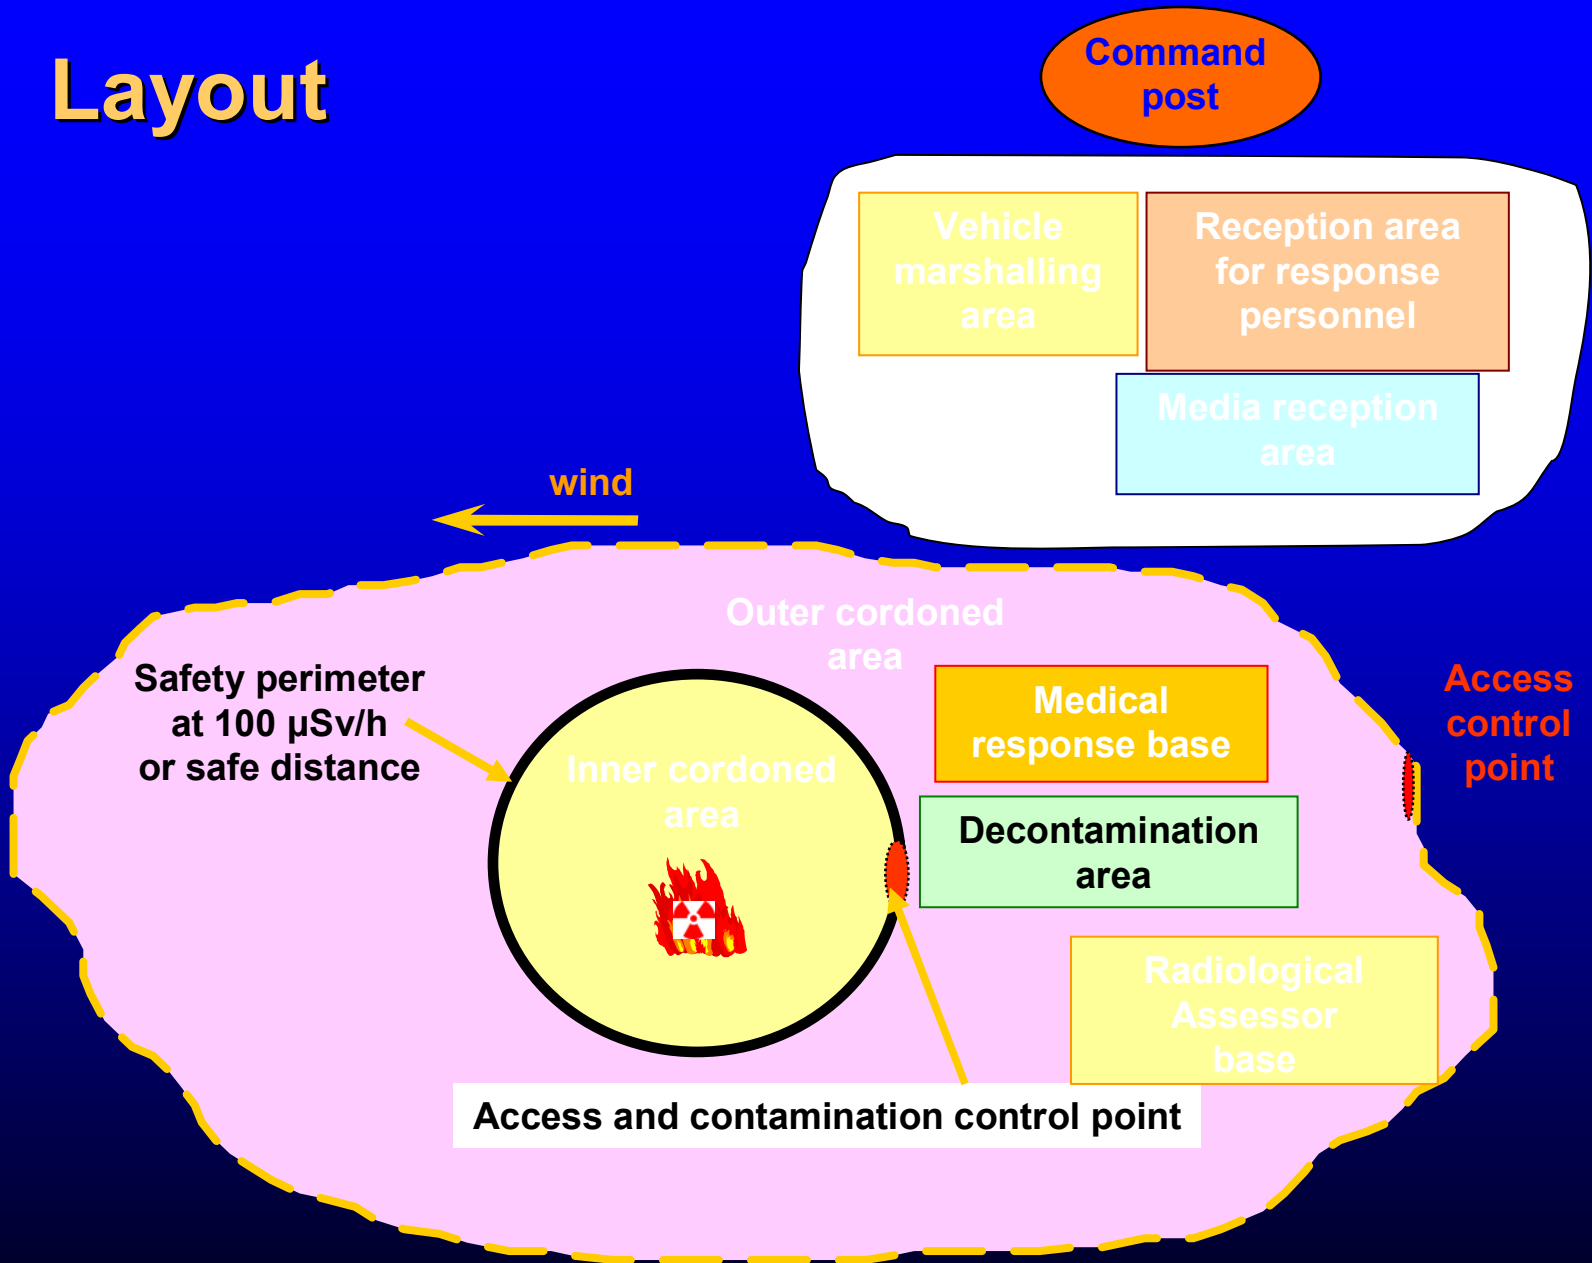 Layout
Command
post
Vehicle
marshalling
area
Reception area
for response
personnel
Media reception
area
wind
Outer cordoned
area
Safety perimeter
at 100 µSv/h
or safe distance
Inner cordoned
area
Medical
response base
Access
control
point
Decontamination
area
Radiological
Assessor
base
Access and contamination control point